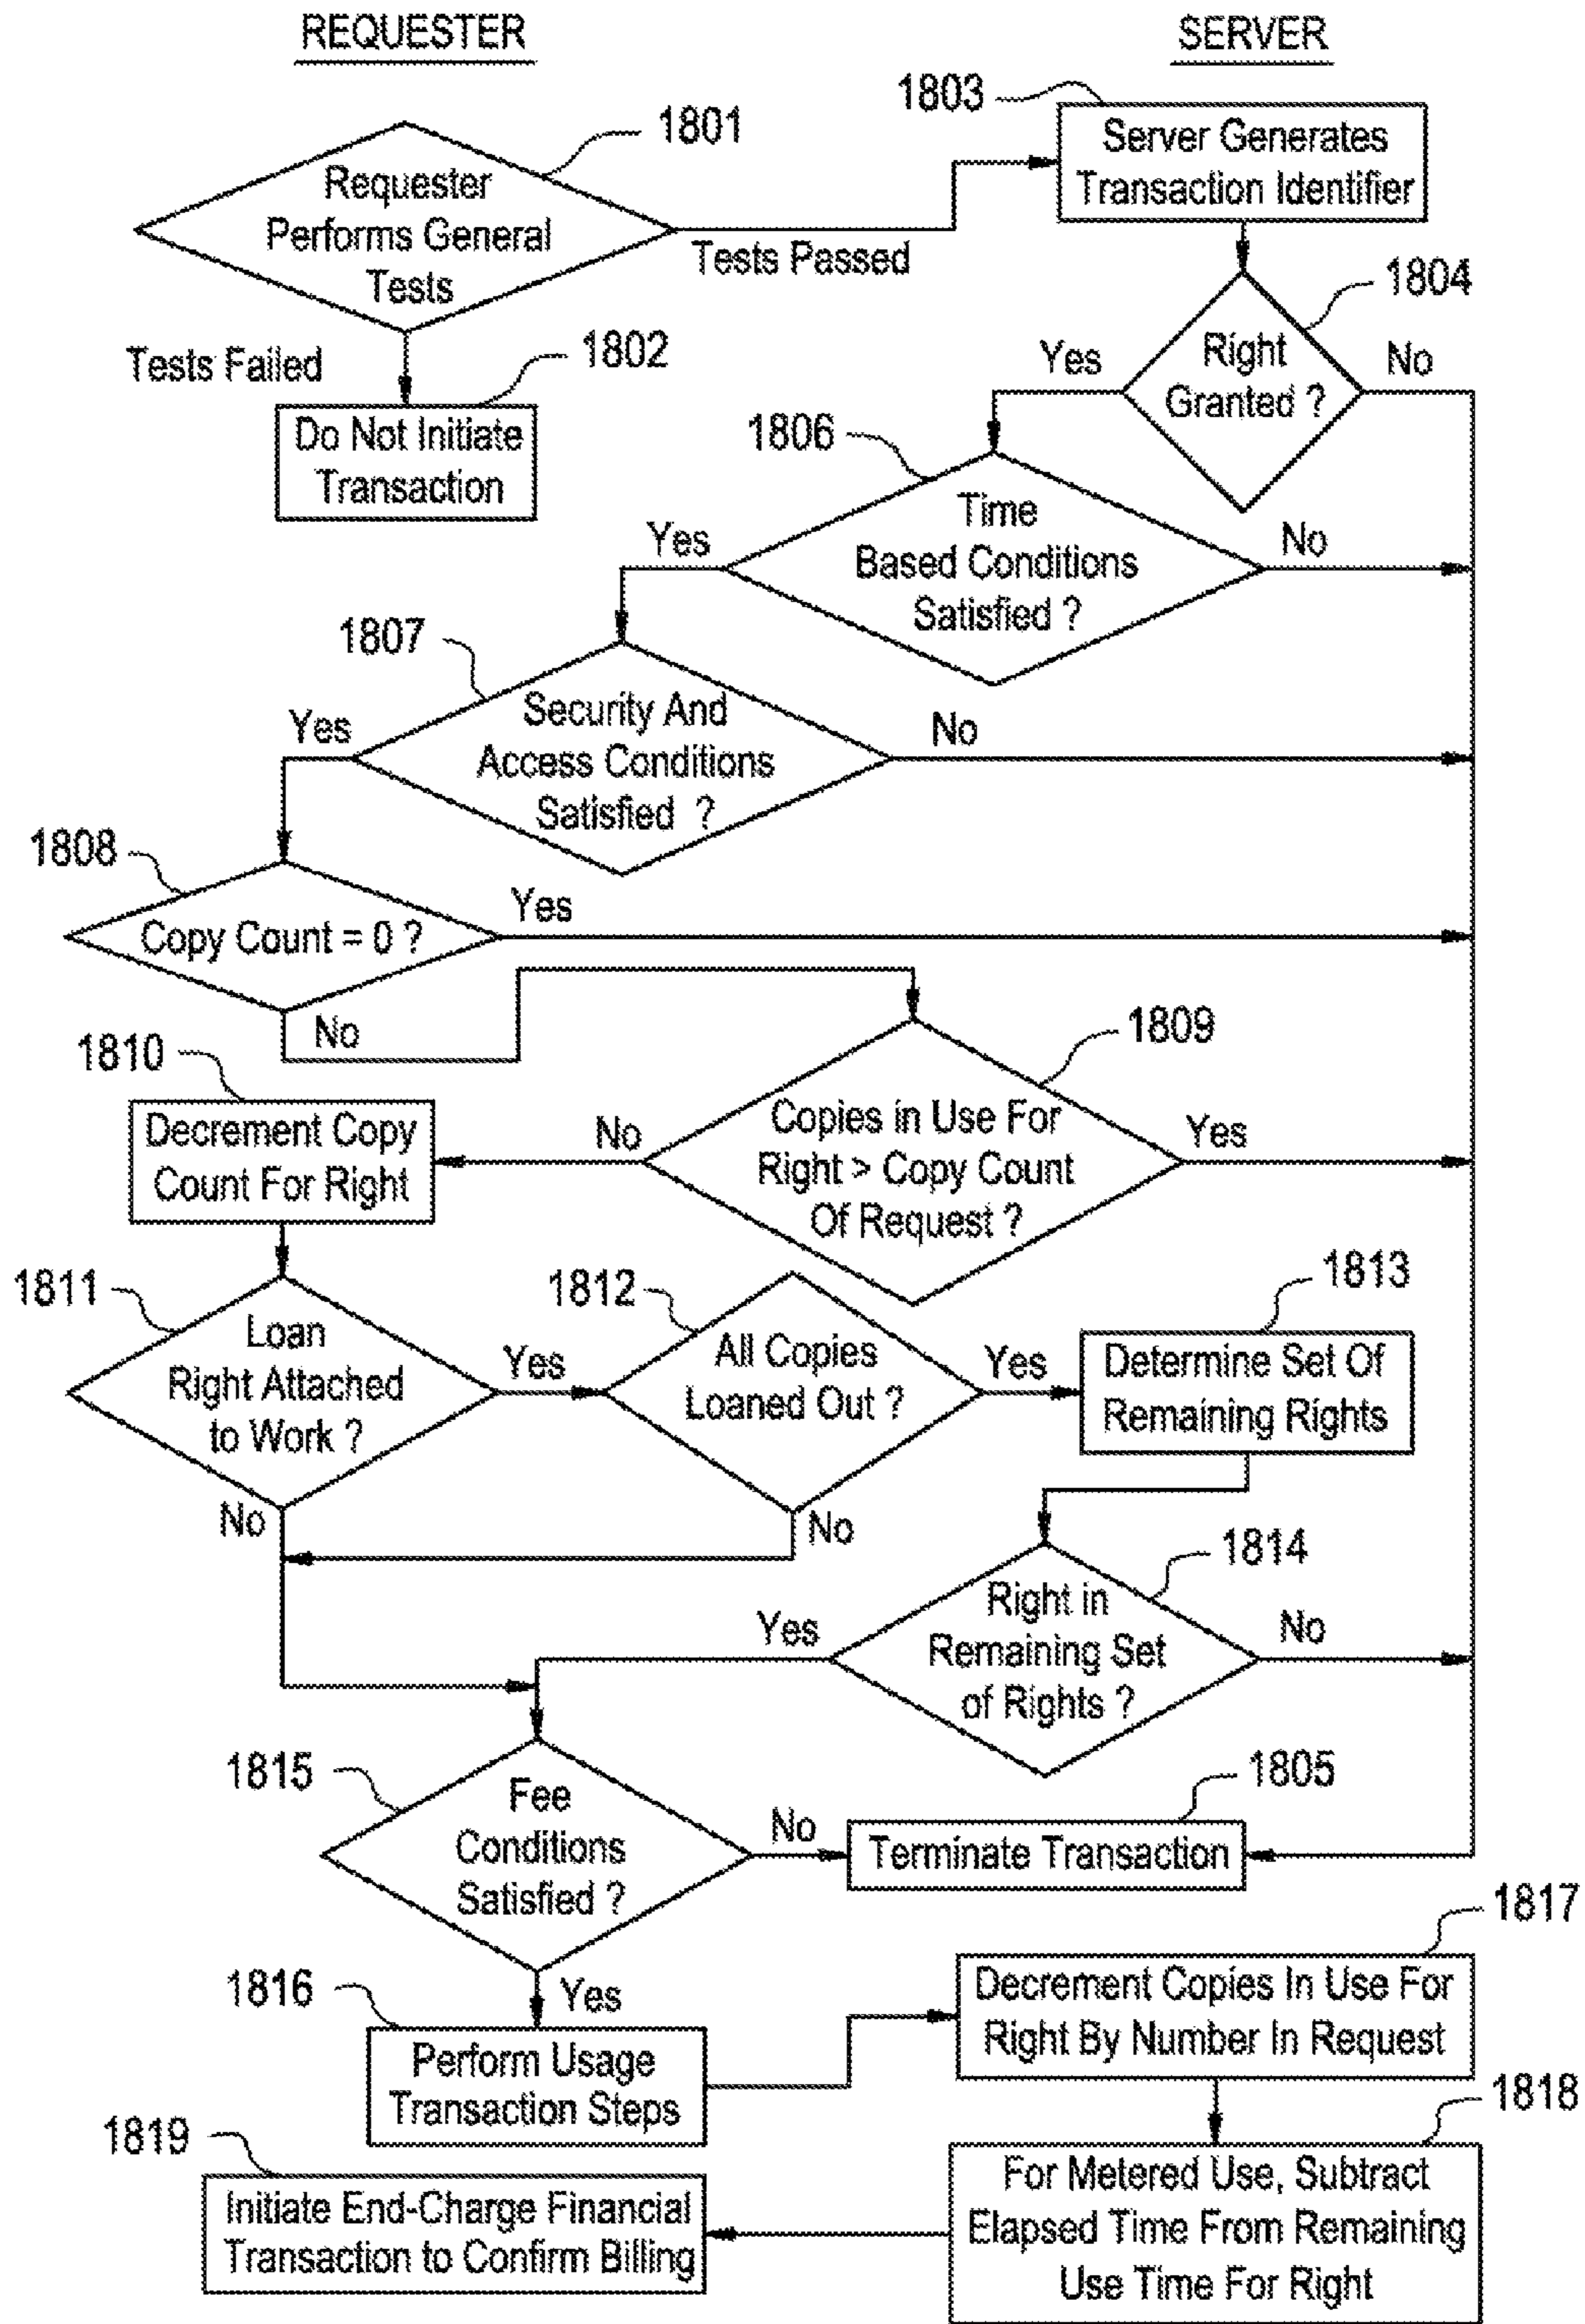 REQUESTER
SERVER
1801
1803
Requester
Performs General
Tests
Server Generates
Transaction Identifier
Tests Passed
Tests Failed
1802
Do Not Initiate
Transaction
1804
Yes
Right
Granted ?
No
1806
Yes
Time
Based Conditions
Satisfied ?
No
1807
Yes
Security And
Access Conditions
Satisfied ?
No
1808
Copy Count = 0 ?
Yes
No
1809
1810
Decrement Copy
Count For Right
No
Copies in Use For
Right > Copy Count
Of Request ?
Yes
1811
Loan
Right Attached
to Work ?
Yes
No
1812
All Copies
Loaned Out ?
Yes
No
1813
Determine Set Of
Remaining Rights
1814
Yes
Right in
Remaining Set
of Rights ?
No
1815
Fee
Conditions
Satisfied ?
No
1805
Terminate Transaction
Yes
1816
Perform Usage
Transaction Steps
1817
Decrement Copies In Use For
Right By Number In Request
1818
For Metered Use, Subtract
Elapsed Time From Remaining
Use Time For Right
1819
Initiate End-Charge Financial
Transaction to Confirm Billing